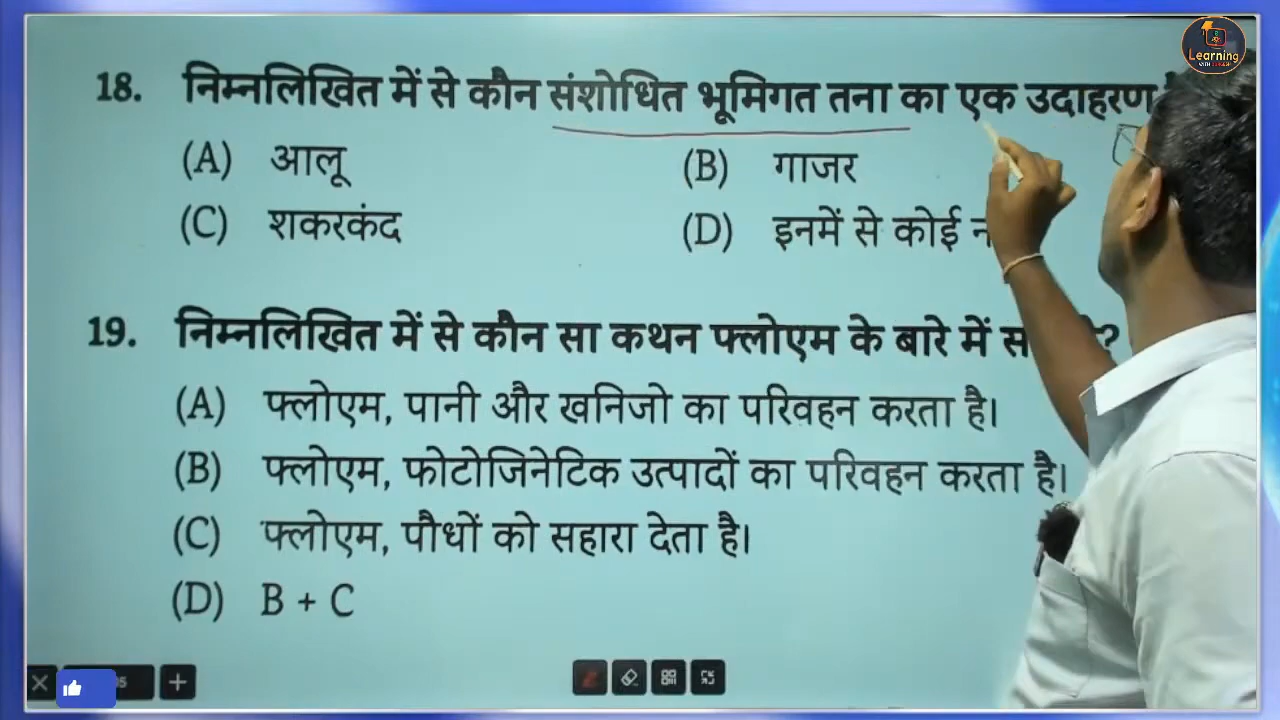 Learning
18. निम्नलिखित में से कौन संशोधित भूमिगत तना का एक उदाहरण
(A) आलू (B) गाजर
(C) शकरकंद (D) इनमें से कोई
19. निम्नलिखित में से कौन सा कथन फ्लोएम के बारे में ?
(A) फ्लोएम, पानी और खनिजो का परिवहन करता है।
(B) फ्लोएम, फोटोजिनेटिक उत्पादों का परिवहन करता है।
(C) फ्लोएम, पौधों को सहारा देता है।
(D) B + C